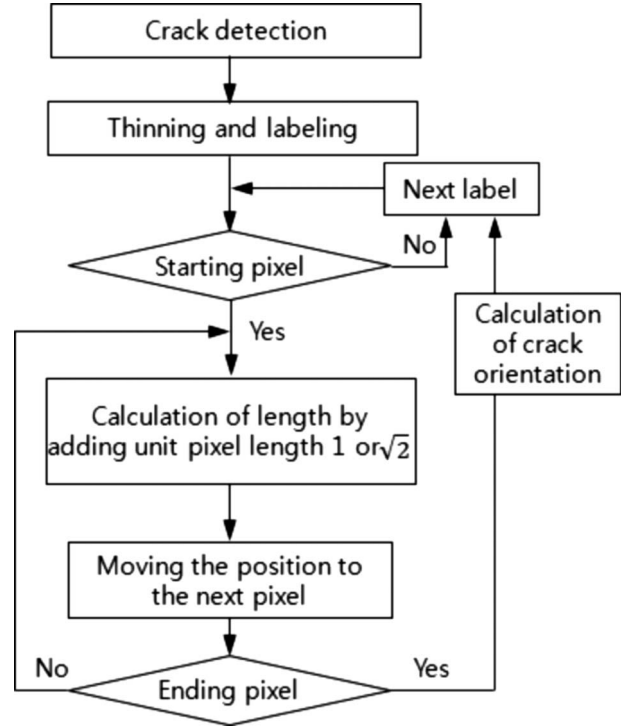 Crack detection
Thinning and labeling
Next label
No
Starting pixel
Yes
Calculation
of crack
orientation
Calculation of length by
adding unit pixel length 1 or√2
Moving the position to
the next pixel
No
Yes
Ending pixel